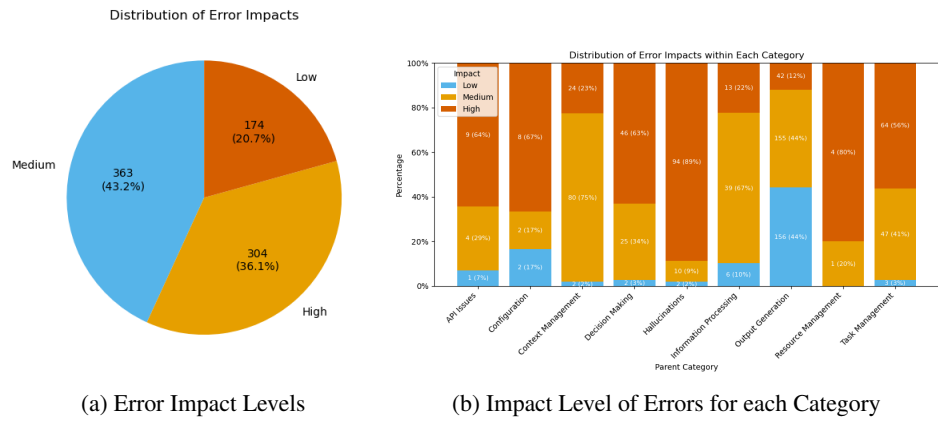 Distribution of Error Impacts
Low
174
(20.7%)
Medium
363
(43.2%)
304
(36.1%)
High
(a) Error Impact Levels
Distribution of Error Impacts within Each Category
Impact
Low
Medium
High
Percentage
100%
80%
60%
40%
20%
0%
9 (64%)
4 (29%)
1 (7%)
8 (67%)
2 (17%)
2 (17%)
24 (23%)
80 (75%)
2 (2%)
46 (63%)
25 (34%)
2 (3%)
94 (89%)
10 (9%)
2 (2%)
13 (22%)
39 (67%)
6 (10%)
42 (12%)
155 (44%)
156 (44%)
4 (80%)
1 (20%)
64 (56%)
47 (41%)
3 (3%)
API Issues
Configuration
Context Management
Decision Making
Hallucinations
Information Processing
Output Generation
Resource Management
Task Management
Parent Category
(b) Impact Level of Errors for each Category